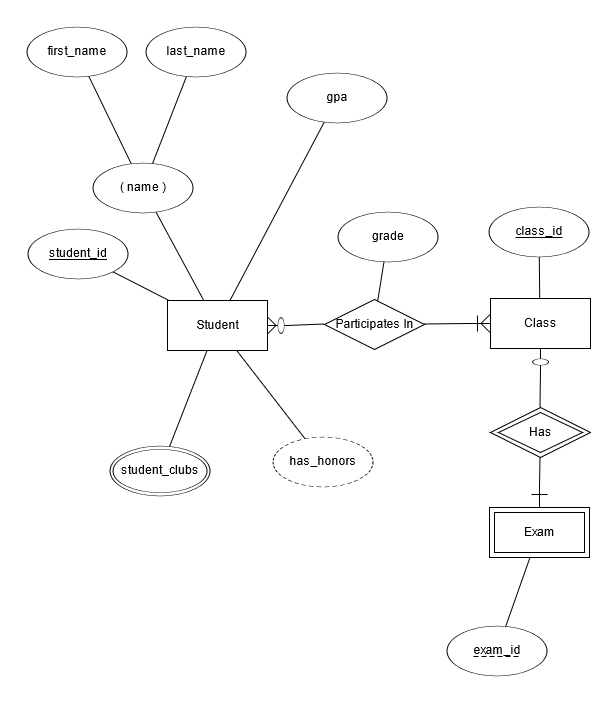 first_name
last_name
gpa
( name )
grade
class_id
student_id
Student
Participates In
Class
Has
student_clubs
has_honors
Exam
exam_id